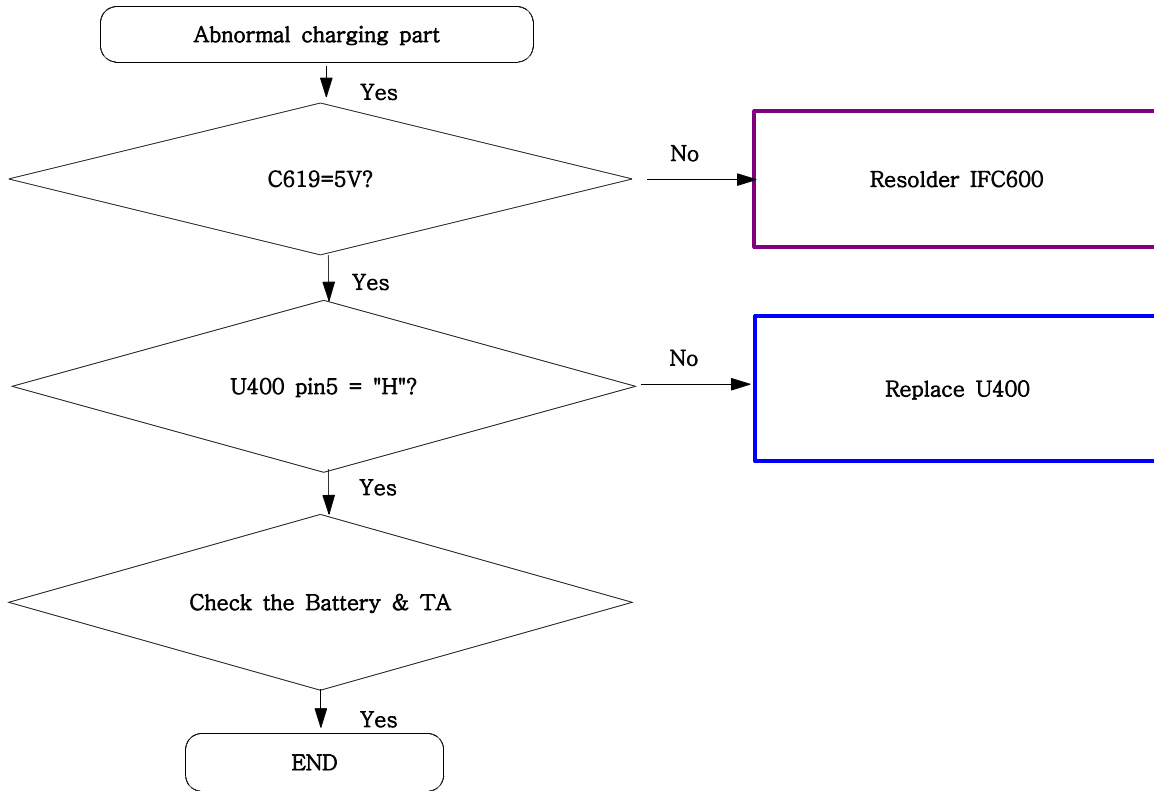 Abnormal charging part
Yes
C619=5V?
No
Resolder IFC600
Yes
U400 pin5 = "H"?
No
Replace U400
Yes
Check the Battery & TA
Yes
END